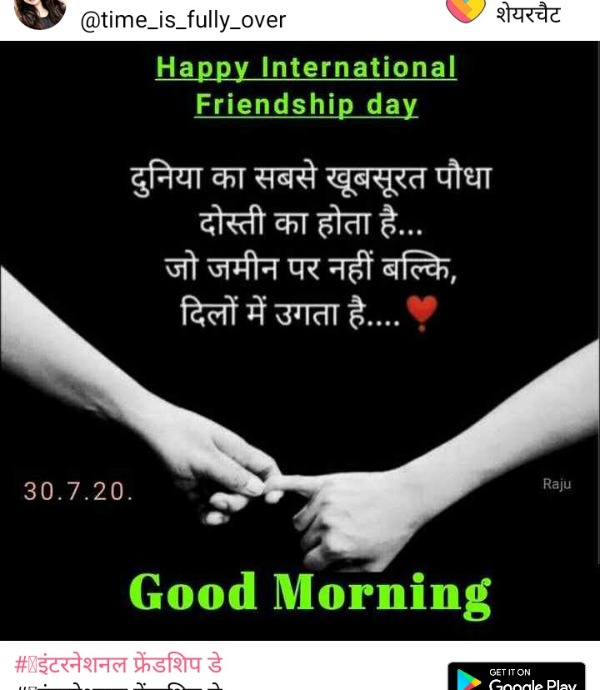 @time_is_fully_over
शेयरचैट
Happy International
Friendship day
दुनिया का सबसे खूबसूरत पौधा
दोस्ती का होता है...
जो जमीन पर नहीं बल्कि,
दिलों में उगता है....
30.7.20.
Raju
Good Morning
#इंटरनेशनल फ्रेंडशिप डे
GET IT ON
Google Play